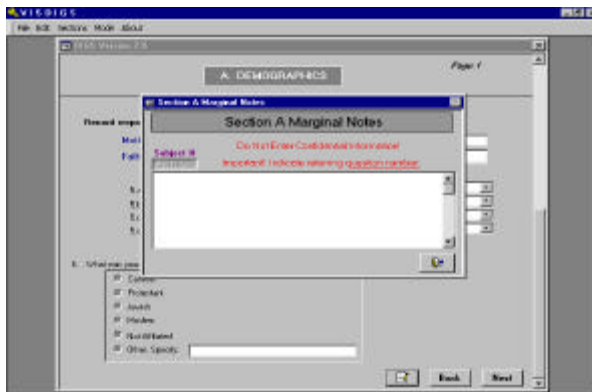 VISDIGS
File Edit Sections Mode About
DIGS Version 2.0
Page 1
A. DEMOGRAPHICS
Section A Marginal Notes
Section A Marginal Notes
Subject #
Do Not Enter Confidential Information!
Important! Indicate returning question number
Record
Catholic
Protestant
Jewish
Moslem
Not Affiliated
Other, Specify:
Back Next